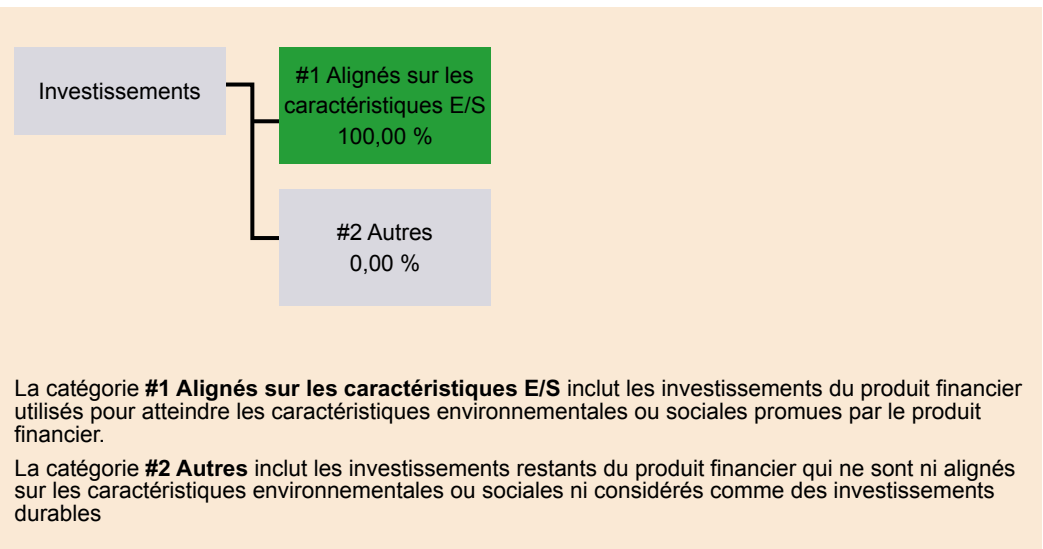 Investissements
#1 Alignés sur les
caractéristiques E/S
100,00 %
#2 Autres
0,00 %
La catégorie #1 Alignés sur les caractéristiques E/S inclut les investissements du produit financier
utilisés pour atteindre les caractéristiques environnementales ou sociales promues par le produit
financier.
La catégorie #2 Autres inclut les investissements restants du produit financier qui ne sont ni alignés
sur les caractéristiques environnementales ou sociales ni considérés comme des investissements
durables